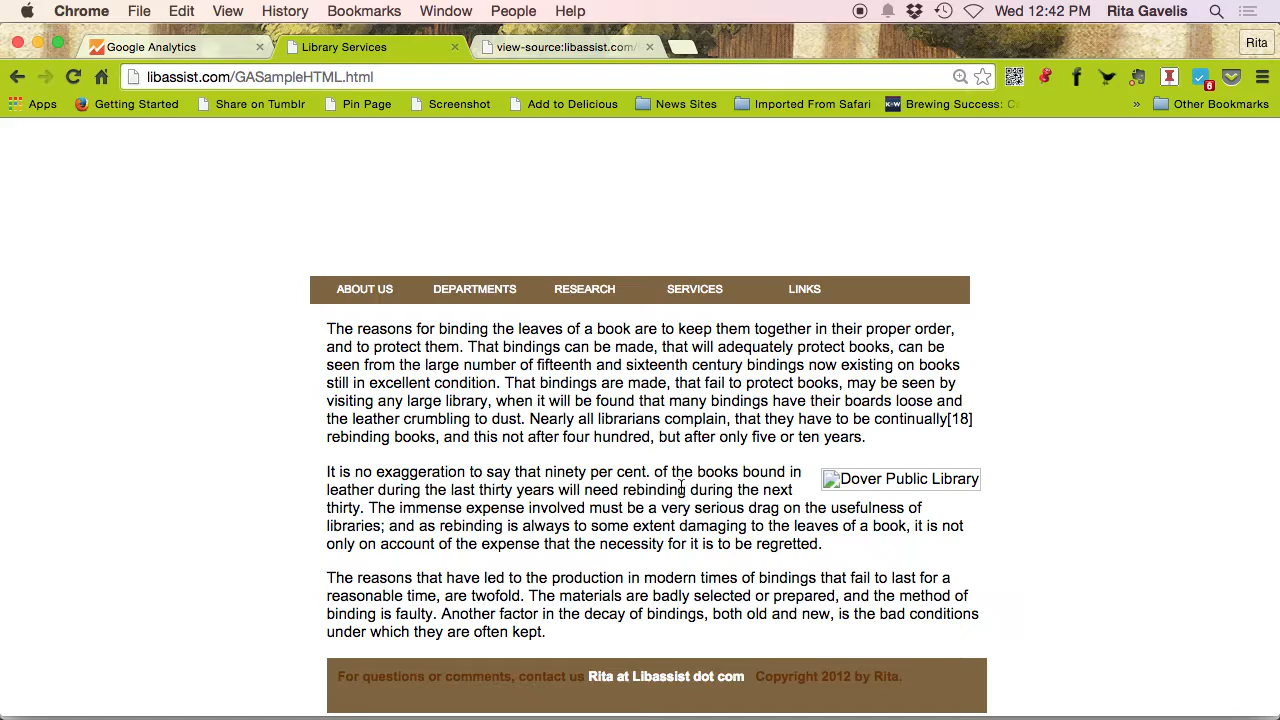 Chrome File Edit View History Bookmarks Window People Help Wed 12:42 PM Rita Gavelis
Google Analytics Library Services view-source:libassist.com/ Rita
libassist.com/GASampleHTML.html
Apps Getting Started Share on Tumblr Pin Page Screenshot Add to Delicious News Sites Imported From Safari Brewing Success: C » Other Bookmarks
ABOUT US DEPARTMENTS RESEARCH SERVICES LINKS
The reasons for binding the leaves of a book are to keep them together in their proper order,
and to protect them. That bindings can be made, that will adequately protect books, can be
seen from the large number of fifteenth and sixteenth century bindings now existing on books
still in excellent condition. That bindings are made, that fail to protect books, may be seen by
visiting any large library, when it will be found that many bindings have their boards loose and
the leather crumbling to dust. Nearly all librarians complain, that they have to be continually[18]
rebinding books, and this not after four hundred, but after only five or ten years.
It is no exaggeration to say that ninety per cent. of the books bound in
leather during the last thirty years will need rebinding during the next
Dover Public Library
thirty. The immense expense involved must be a very serious drag on the usefulness of
libraries; and as rebinding is always to some extent damaging to the leaves of a book, it is not
only on account of the expense that the necessity for it is to be regretted.
The reasons that have led to the production in modern times of bindings that fail to last for a
reasonable time, are twofold. The materials are badly selected or prepared, and the method of
binding is faulty. Another factor in the decay of bindings, both old and new, is the bad conditions
under which they are often kept.
For questions or comments, contact us Rita at Libassist dot com Copyright 2012 by Rita.